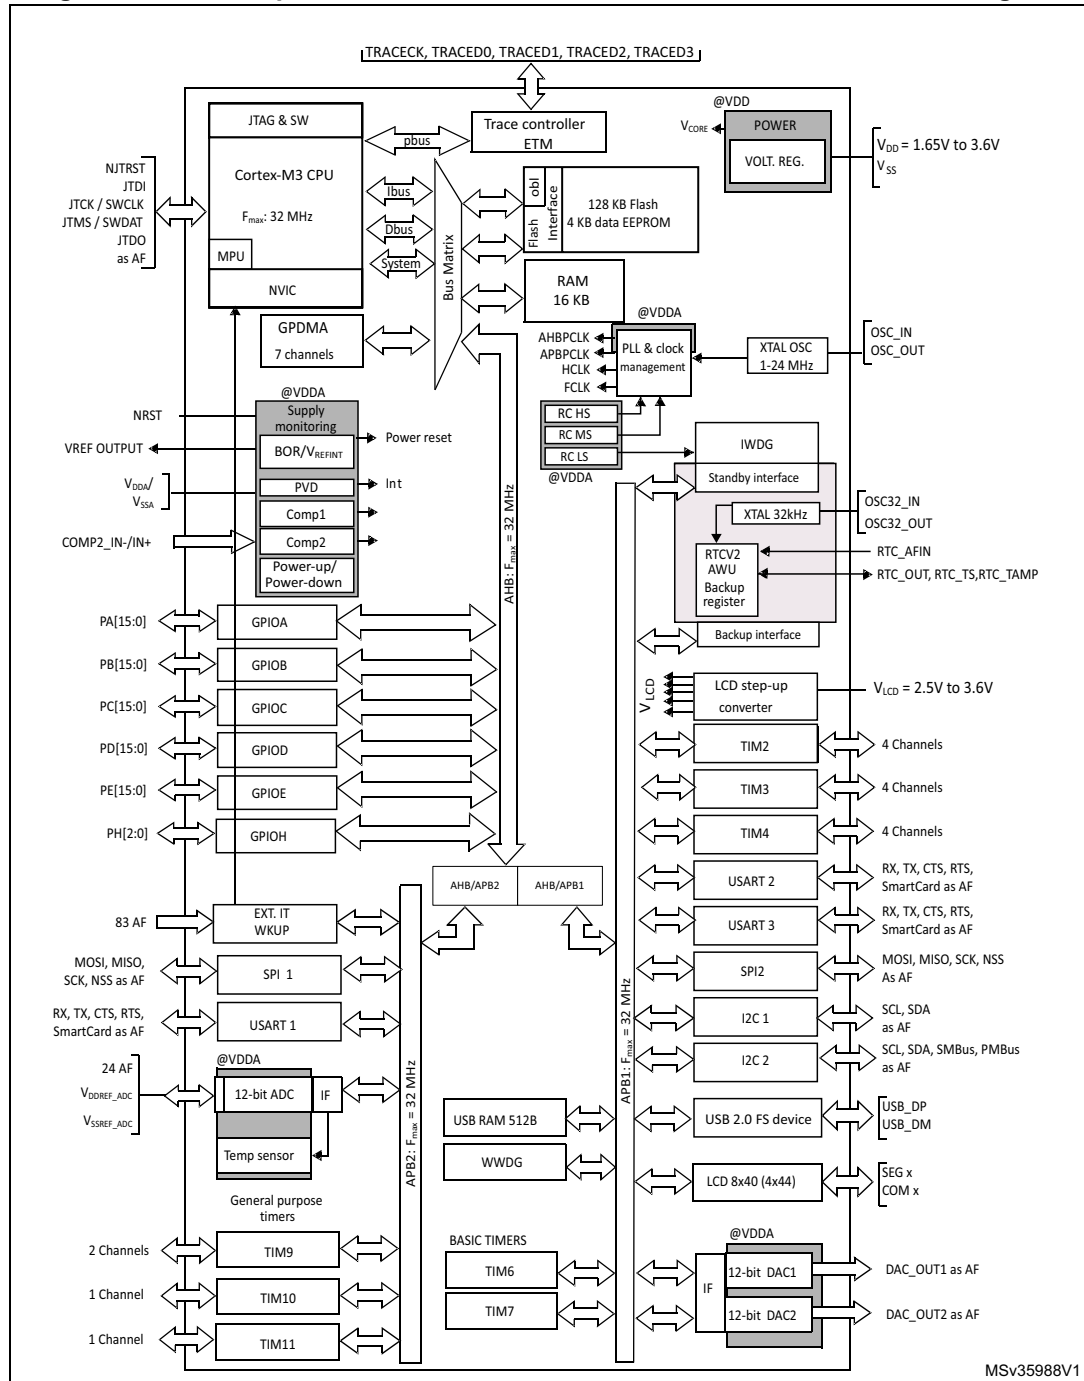 TRACECK, TRACED0, TRACED1, TRACED2, TRACED3
JTAG & SW
Cortex-M3 CPU
Fmax: 32 MHz
MPU
NVIC
NJTRST
JTDI
JTCK / SWCLK
JTMS / SWDAT
JTDO
as AF
pbus
Ibus
Dbus
System
Trace controller
ETM
Bus Matrix
obl
Flash
Interface
128 KB Flash
4 KB data EEPROM
RAM
16 KB
@VDD
VCORE
POWER
VOLT. REG.
VDD = 1.65V to 3.6V
VSS
GPDMA
7 channels
@VDDA
AHBPCLK
APBPCLK
HCLK
FCLK
PLL & clock
management
XTAL OSC
1-24 MHz
OSC_IN
OSC_OUT
RC HS
RC MS
RC LS
@VDDA
IWDG
Standby interface
XTAL 32kHz
OSC32_IN
OSC32_OUT
RTCV2
AWU
Backup
register
RTC_AFIN
RTC_OUT, RTC_TS,RTC_TAMP
Backup interface
@VDDA
Supply
monitoring
NRST
VREF OUTPUT
BOR/VREFINT
Power reset
VDDA/
VSSA
PVD
Int
Comp1
COMP2_IN-/IN+
Comp2
Power-up/
Power-down
AHB: Fmax = 32 MHz
PA[15:0]
GPIOA
PB[15:0]
GPIOB
PC[15:0]
GPIOC
PD[15:0]
GPIOD
PE[15:0]
GPIOE
PH[2:0]
GPIOH
VLCD
LCD step-up
converter
VLCD = 2.5V to 3.6V
TIM2
4 Channels
TIM3
4 Channels
TIM4
4 Channels
AHB/APB2
AHB/APB1
USART 2
RX, TX, CTS, RTS,
SmartCard as AF
USART 3
RX, TX, CTS, RTS,
SmartCard as AF
SPI2
MOSI, MISO, SCK, NSS
As AF
I2C 1
SCL, SDA
as AF
I2C 2
SCL, SDA, SMBus, PMBus
as AF
83 AF
EXT. IT
WKUP
MOSI, MISO,
SCK, NSS as AF
SPI 1
RX, TX, CTS, RTS,
SmartCard as AF
USART 1
@VDDA
24 AF
VDDREF_ADC
VSSREF_ADC
12-bit ADC
IF
Temp sensor
APB2: Fmax = 32 MHz
APB1: Fmax = 32 MHz
USB RAM 512B
USB 2.0 FS device
USB_DP
USB_DM
WWDG
LCD 8x40 (4x44)
SEG x
COM x
General purpose
timers
2 Channels
TIM9
1 Channel
TIM10
1 Channel
TIM11
BASIC TIMERS
TIM6
TIM7
@VDDA
IF
12-bit DAC1
DAC_OUT1 as AF
12-bit DAC2
DAC_OUT2 as AF
MSv35988V1